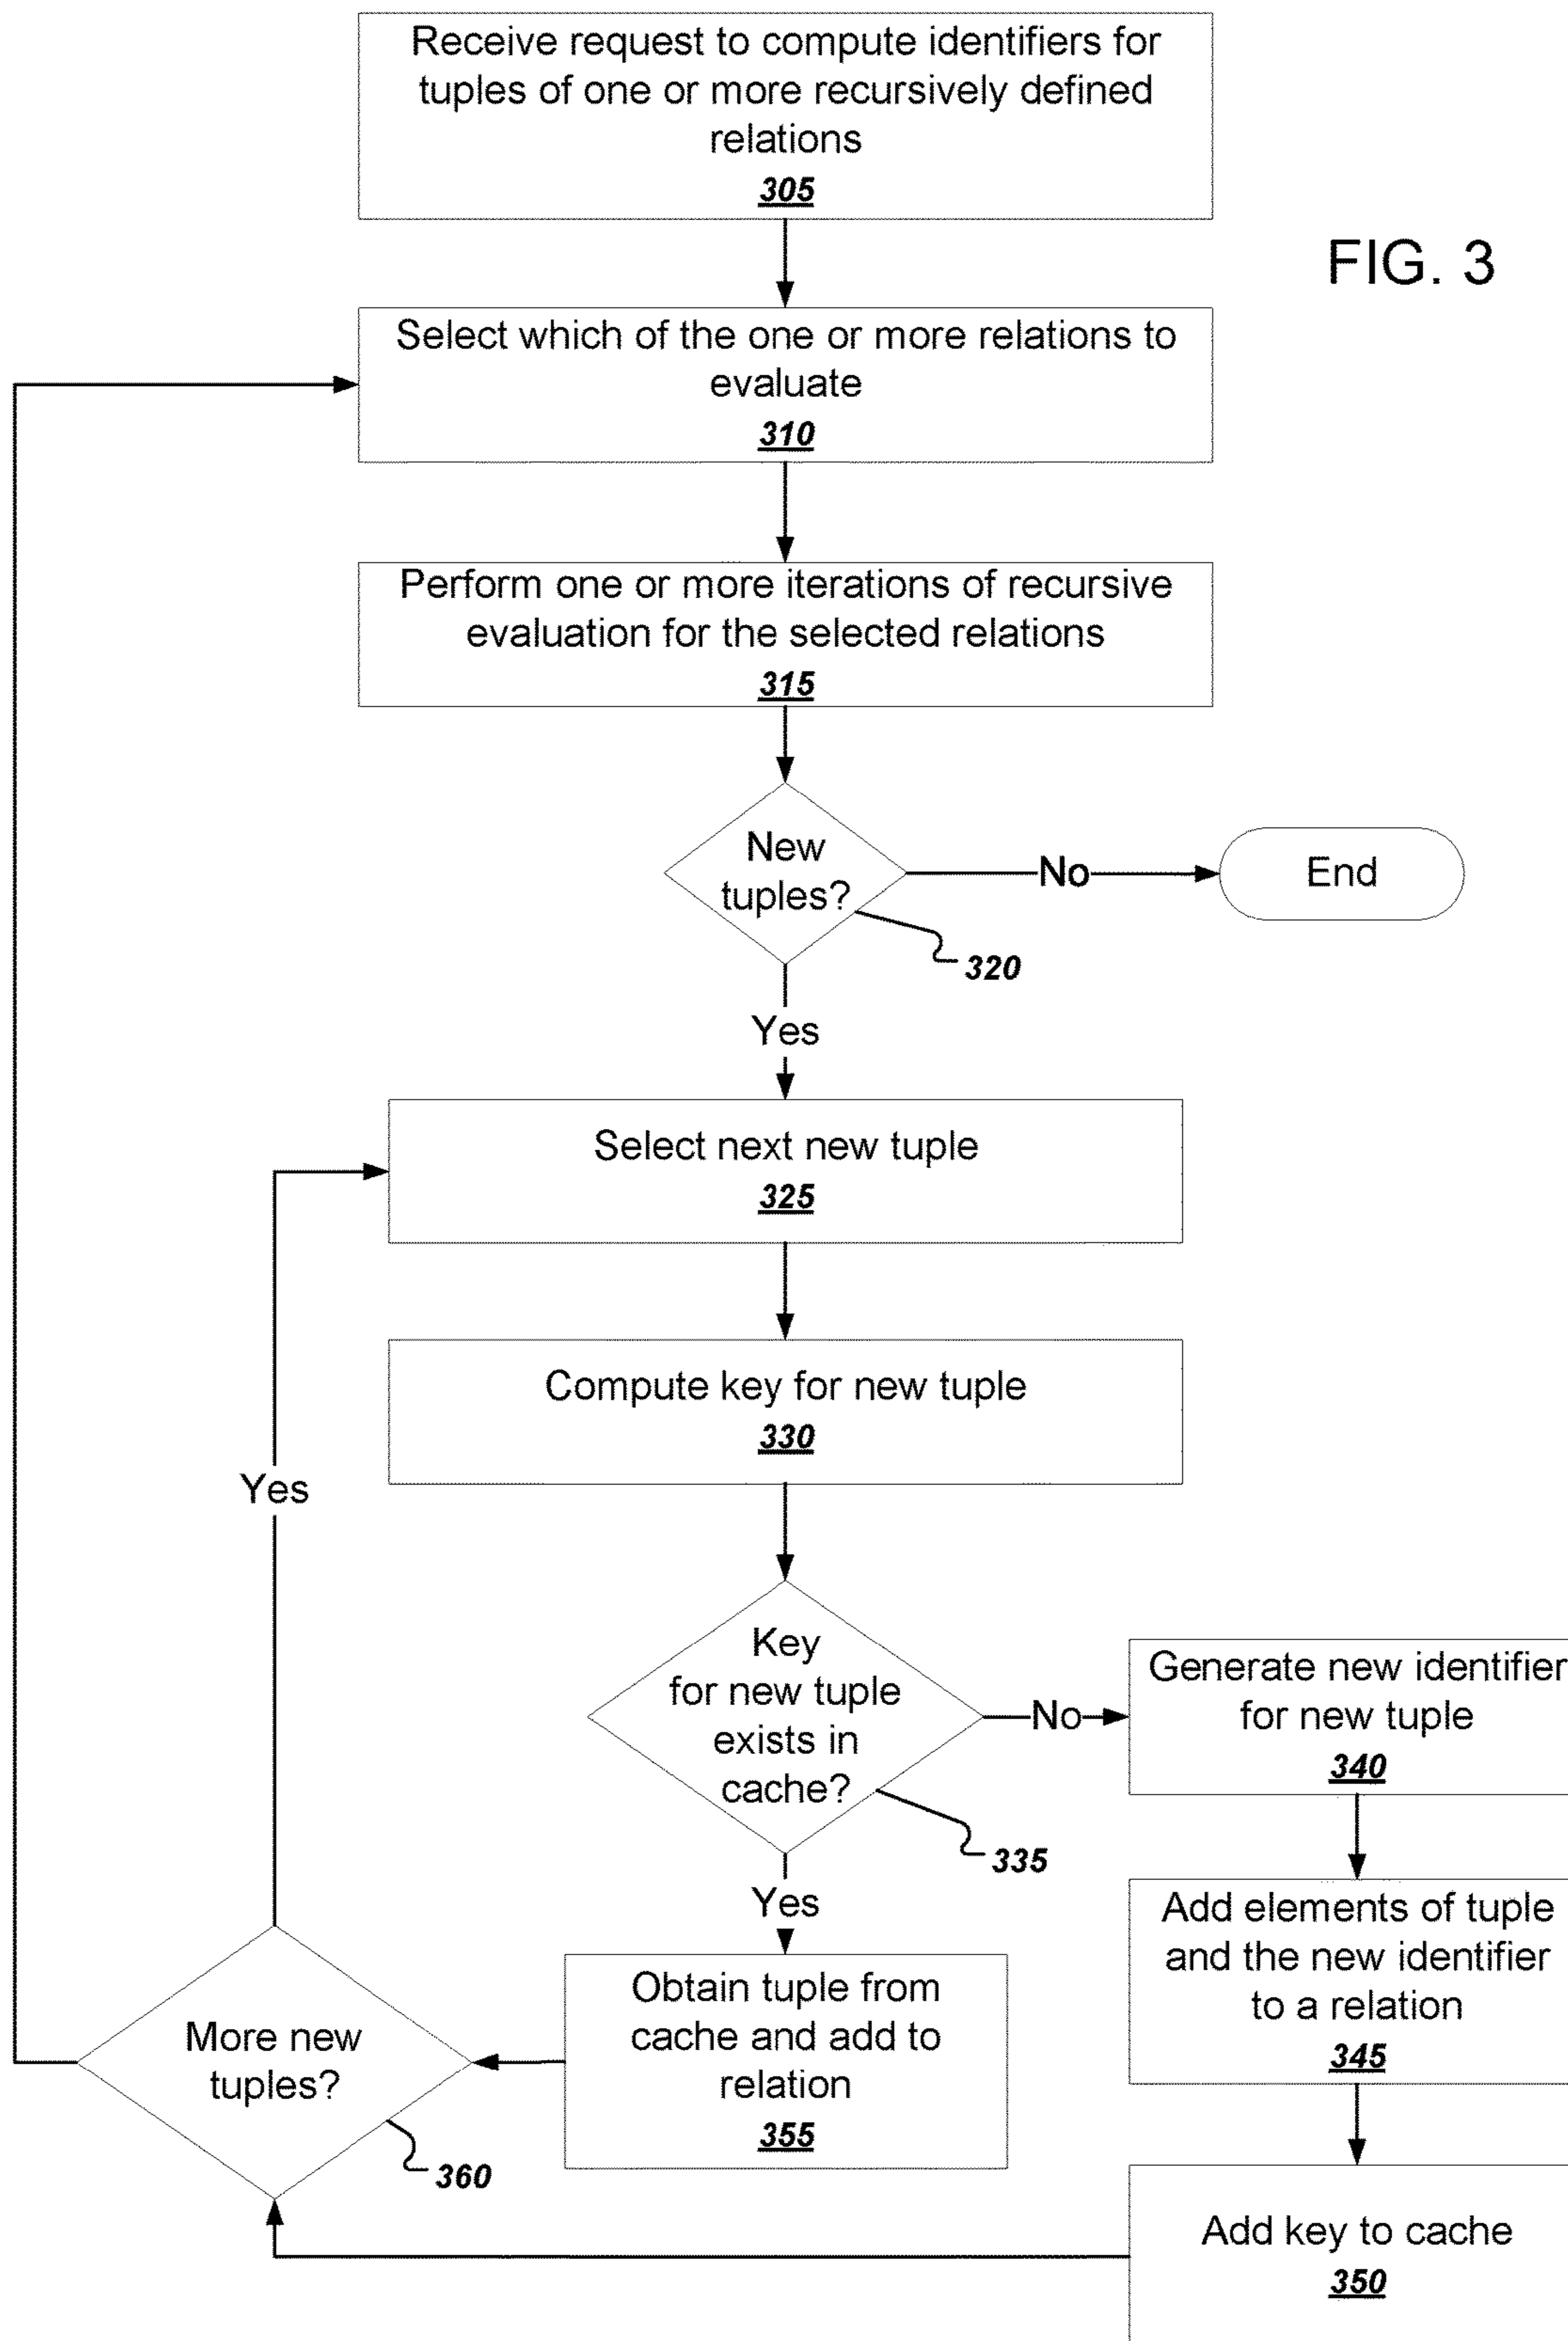 Receive request to compute identifiers for
tuples of one or more recursively defined
relations
305
FIG. 3
Select which of the one or more relations to
evaluate
310
Perform one or more iterations of recursive
evaluation for the selected relations
315
New
tuples?
No
End
320
Yes
Select next new tuple
325
Compute key for new tuple
330
Yes
Key
for new tuple
exists in
cache?
No
335
Generate new identifier
for new tuple
340
Yes
Add elements of tuple
and the new identifier
to a relation
345
Obtain tuple from
cache and add to
relation
355
More new
tuples?
360
Add key to cache
350